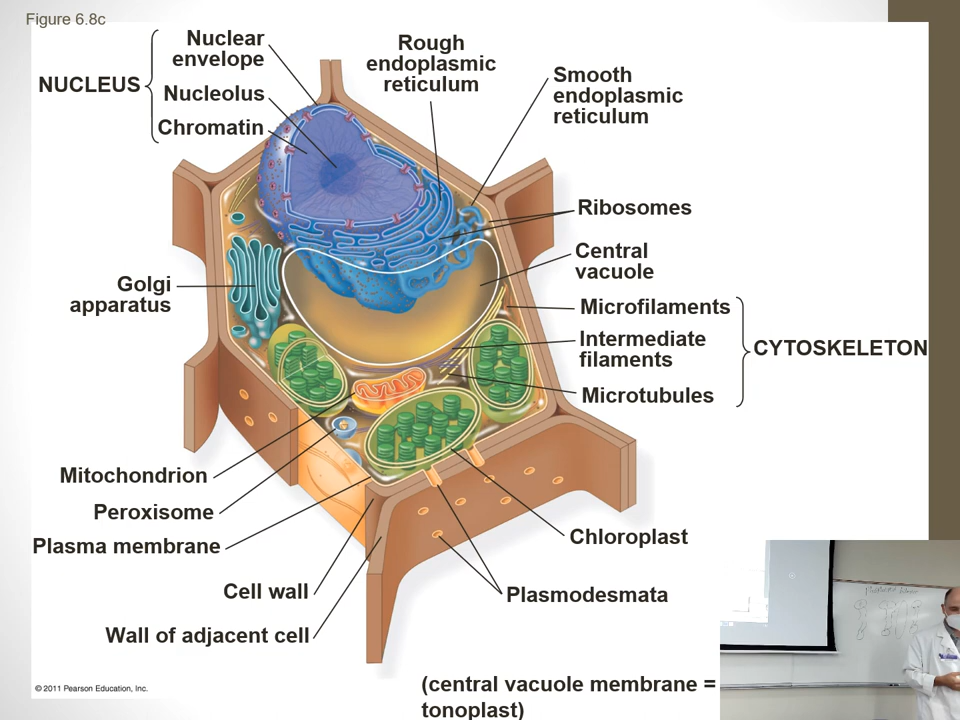 Figure 6.8c
NUCLEUS
Nuclear
envelope
Nucleolus
Chromatin
Rough
endoplasmic
reticulum
Smooth
endoplasmic
reticulum
Ribosomes
Central
vacuole
Golgi
apparatus
Microfilaments
Intermediate
filaments
Microtubules
CYTOSKELETON
Mitochondrion
Peroxisome
Plasma membrane
Cell wall
Wall of adjacent cell
Chloroplast
Plasmodesmata
© 2011 Pearson Education, Inc.
(central vacuole membrane =
tonoplast)